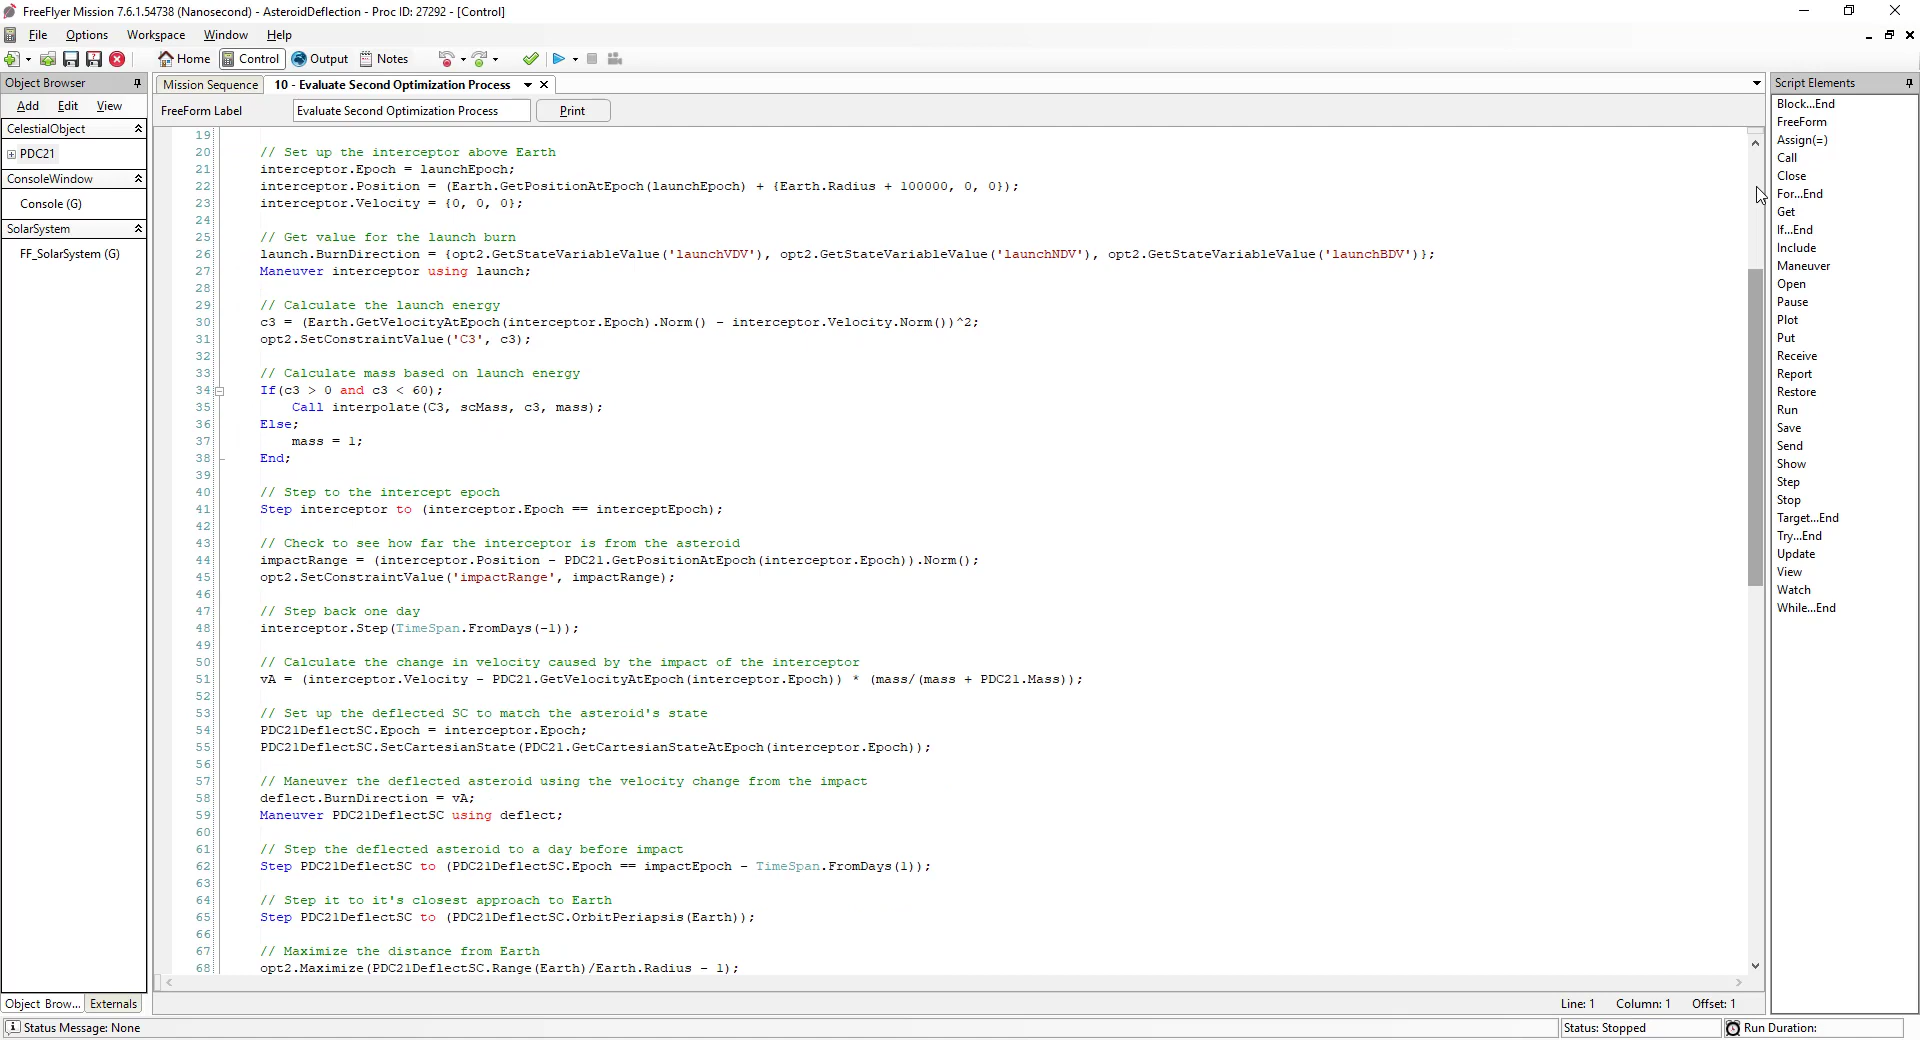 FreeFlyer Mission 7.6.1.54738 (Nanosecond) - AsteroidDeflection - Proc ID: 27292 - [Control]
File Options Workspace Window Help
Home Control Output Notes
Object Browser
Add Edit View
CelestialObject
PDC21
ConsoleWindow
Console (G)
SolarSystem
FF_SolarSystem (G)
Object Brow... Externals
Mission Sequence 10 - Evaluate Second Optimization Process
FreeForm Label Evaluate Second Optimization Process Print
19
20 // Set up the interceptor above Earth
21 interceptor.Epoch = launchEpoch;
22 interceptor.Position = (Earth.GetPositionAtEpoch(launchEpoch) + {Earth.Radius + 100000, 0, 0});
23 interceptor.Velocity = {0, 0, 0};
24
25 // Get value for the launch burn
26 launch.BurnDirection = {opt2.GetStateVariableValue('launchVDV'), opt2.GetStateVariableValue('launchNDV'), opt2.GetStateVariableValue('launchBDV')};
27 Maneuver interceptor using launch;
28
29 // Calculate the launch energy
30 c3 = (Earth.GetVelocityAtEpoch(interceptor.Epoch).Norm() - interceptor.Velocity.Norm())^2;
31 opt2.SetConstraintValue('C3', c3);
32
33 // Calculate mass based on launch energy
34 If(c3 > 0 and c3 < 60);
35 Call interpolate(C3, scMass, c3, mass);
36 Else;
37 mass = 1;
38 End;
39
40 // Step to the intercept epoch
41 Step interceptor to (interceptor.Epoch == interceptEpoch);
42
43 // Check to see how far the interceptor is from the asteroid
44 impactRange = (interceptor.Position - PDC21.GetPositionAtEpoch(interceptor.Epoch)).Norm();
45 opt2.SetConstraintValue('impactRange', impactRange);
46
47 // Step back one day
48 interceptor.Step(TimeSpan.FromDays(-1));
49
50 // Calculate the change in velocity caused by the impact of the interceptor
51 vA = (interceptor.Velocity - PDC21.GetVelocityAtEpoch(interceptor.Epoch)) * (mass/(mass + PDC21.Mass));
52
53 // Set up the deflected SC to match the asteroid's state
54 PDC21DeflectSC.Epoch = interceptor.Epoch;
55 PDC21DeflectSC.SetCartesianState(PDC21.GetCartesianStateAtEpoch(interceptor.Epoch));
56
57 // Maneuver the deflected asteroid using the velocity change from the impact
58 deflect.BurnDirection = vA;
59 Maneuver PDC21DeflectSC using deflect;
60
61 // Step the deflected asteroid to a day before impact
62 Step PDC21DeflectSC to (PDC21DeflectSC.Epoch == impactEpoch - TimeSpan.FromDays(1));
63
64 // Step it to it's closest approach to Earth
65 Step PDC21DeflectSC to (PDC21DeflectSC.OrbitPeriapsis(Earth));
66
67 // Maximize the distance from Earth
68 opt2.Maximize(PDC21DeflectSC.Range(Earth)/Earth.Radius - 1);
Line: 1 Column: 1 Offset: 1
Script Elements
Block...End
FreeForm
Assign(=)
Call
Close
For...End
Get
If...End
Include
Maneuver
Open
Pause
Plot
Put
Receive
Report
Restore
Run
Save
Send
Show
Step
Stop
Target...End
Try...End
Update
View
Watch
While...End
Status Message: None Status: Stopped Run Duration: